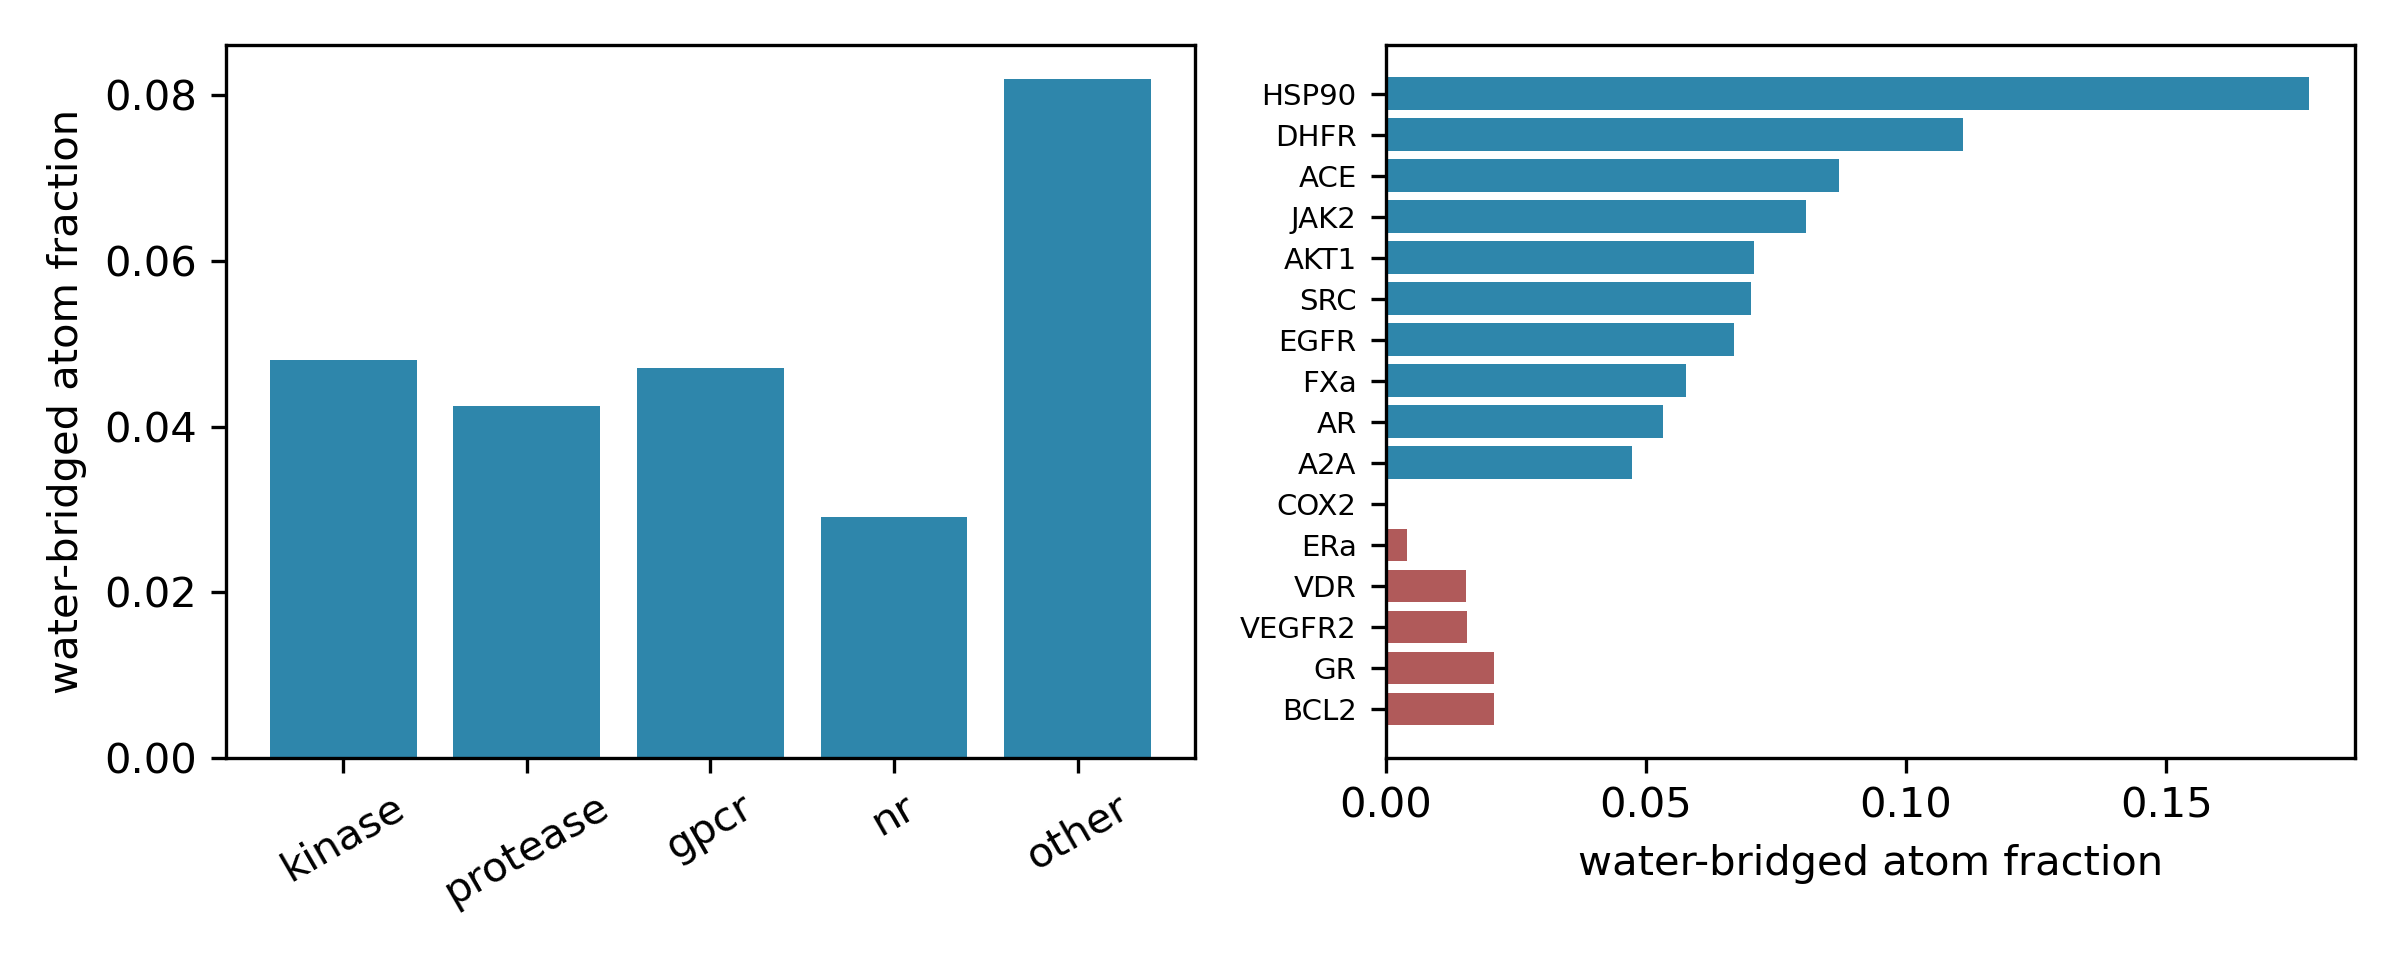 water-bridged atom fraction
0.08
0.06
0.04
0.02
0.00
kinase
protease
gpcr
nr
other
HSP90
DHFR
ACE
JAK2
AKT1
SRC
EGFR
FXa
AR
A2A
COX2
ERa
VDR
VEGFR2
GR
BCL2
0.00 0.05 0.10 0.15
water-bridged atom fraction